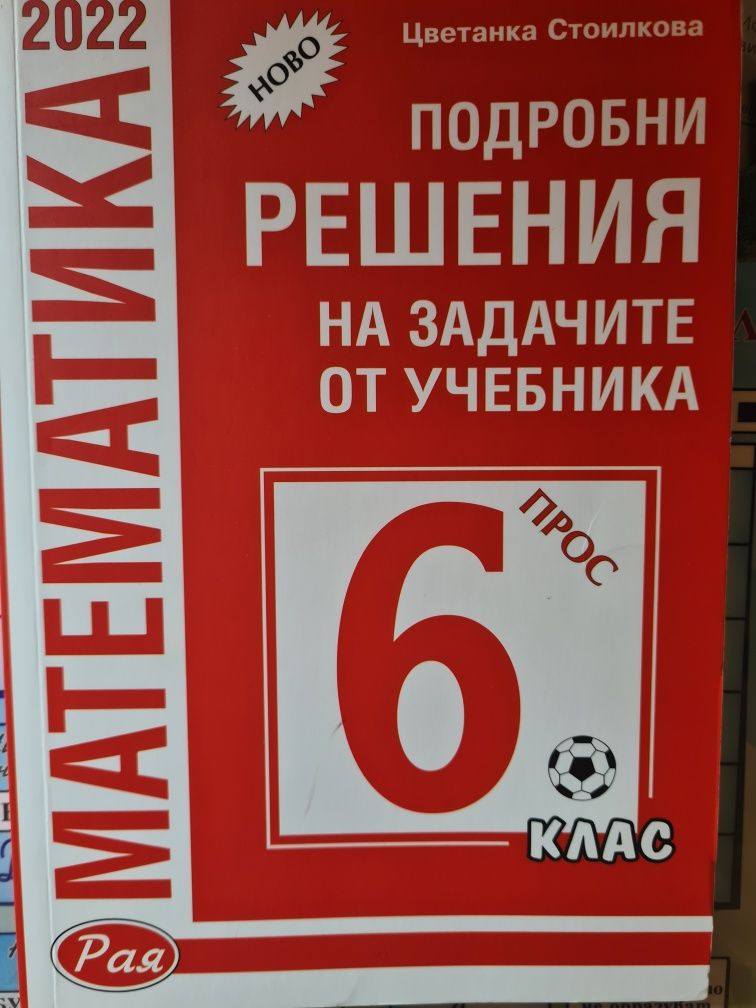 2022
МАТЕМАТИКА
НОВО
Цветанка Стоилкова
ПОДРОБНИ
РЕШЕНИЯ
НА ЗАДАЧИТЕ
ОТ УЧЕБНИКА
6
ПРОС
КЛАС
Рая